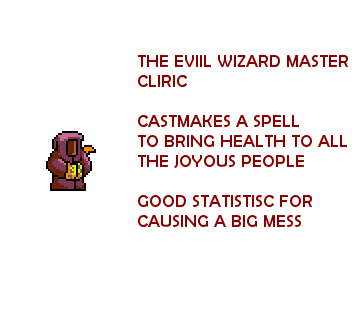 THE EVIIL WIZARD MASTER
CLIRIC
CASTMAKES A SPELL
TO BRING HEALTH TO ALL
THE JOYOUS PEOPLE
GOOD STATISTISC FOR
CAUSING A BIG MESS